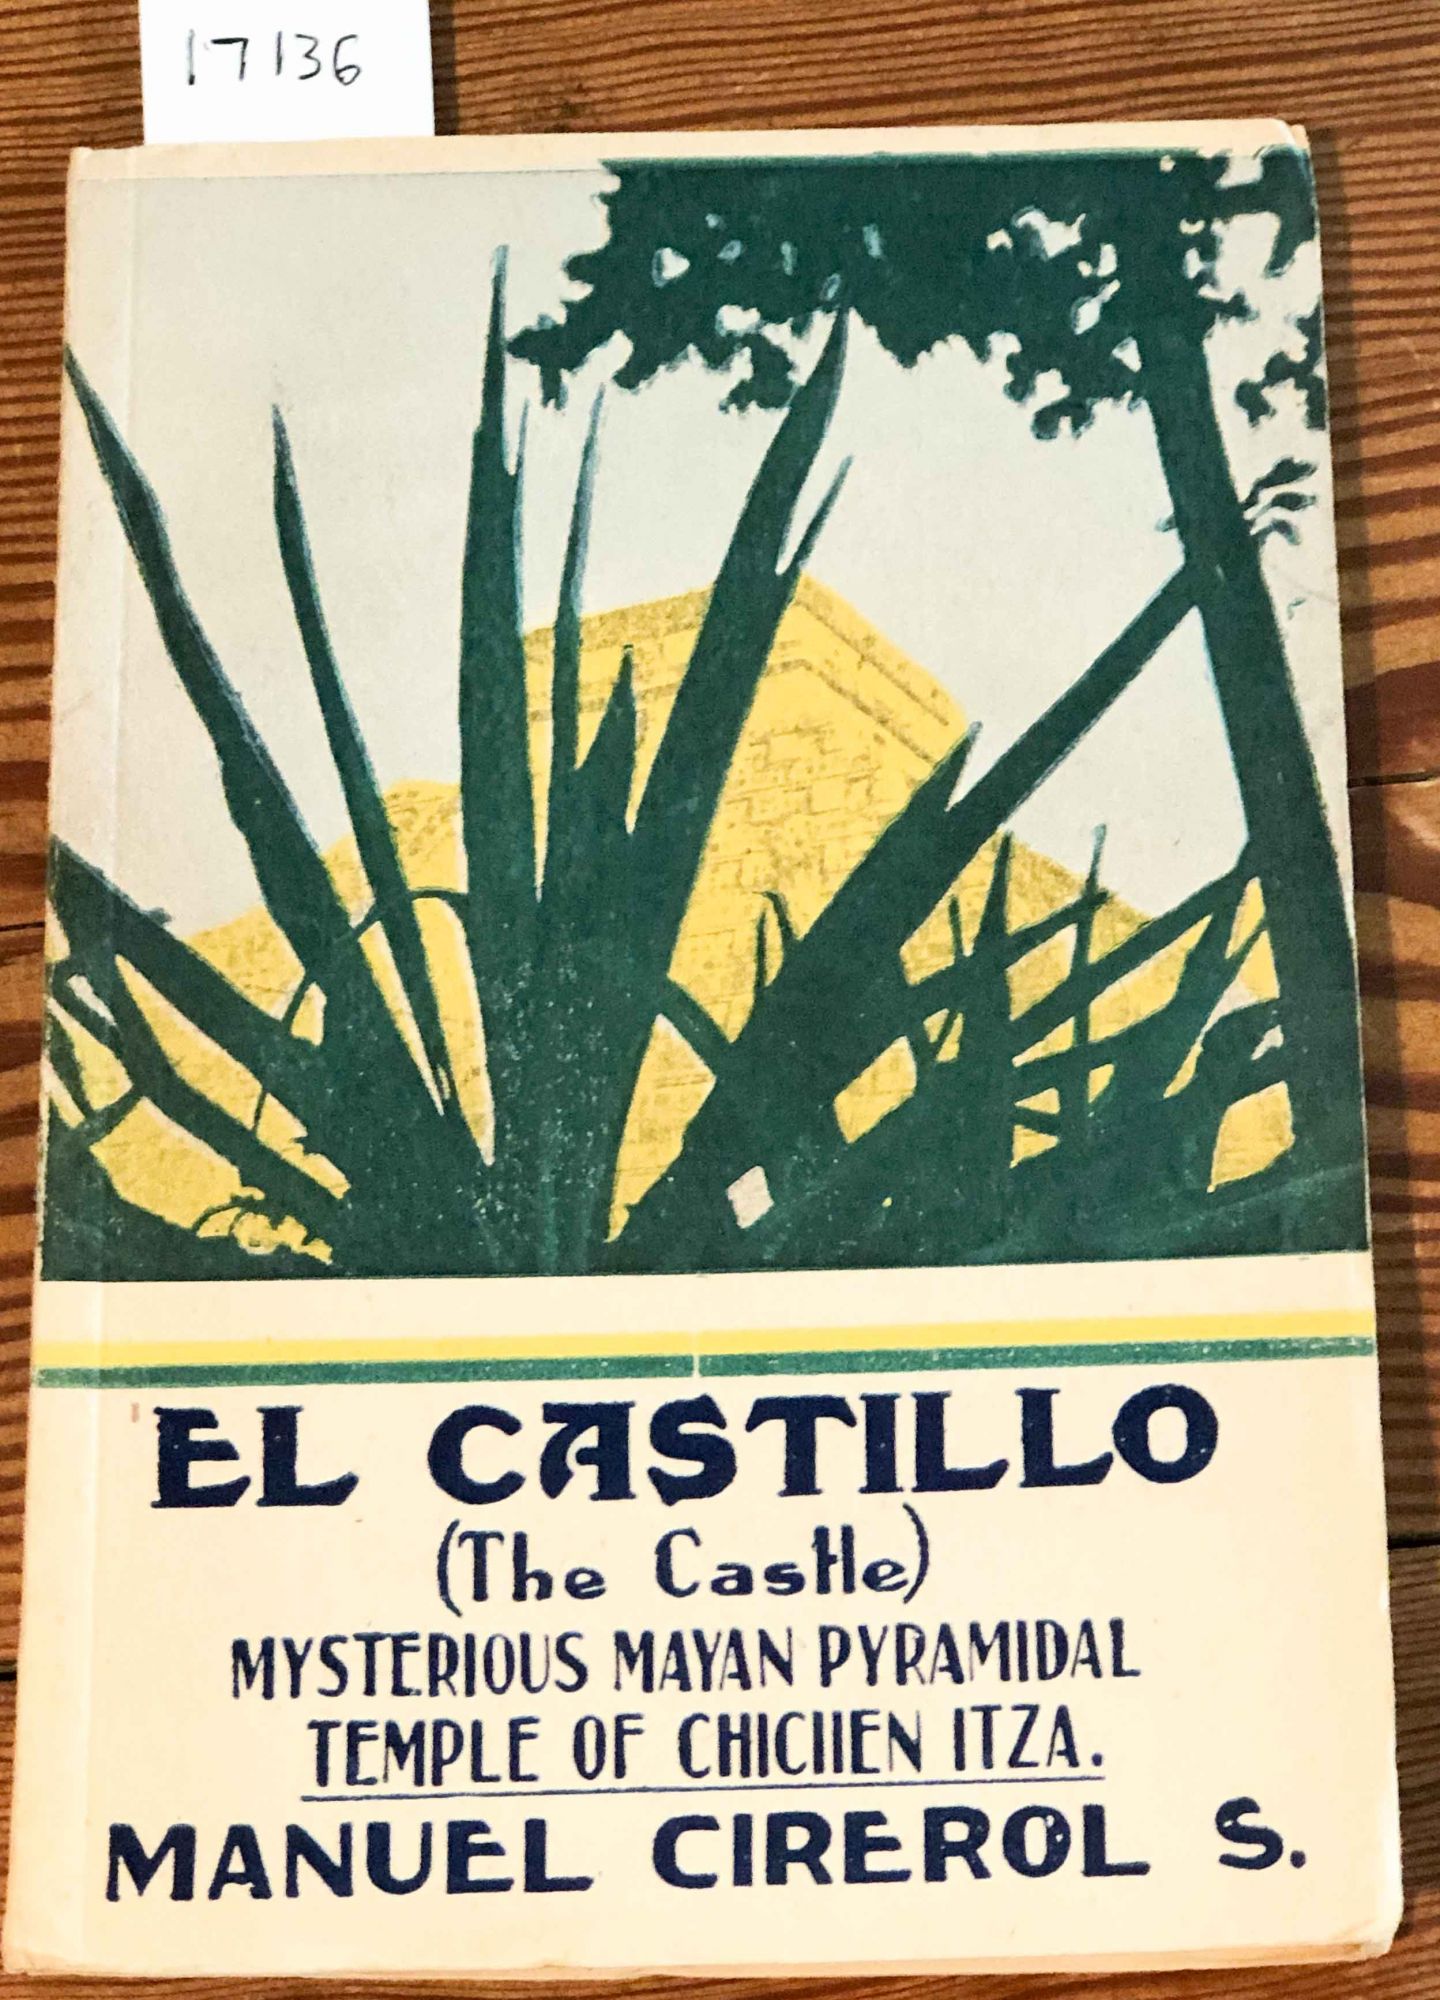 17136
EL CASTILLO
(The Castle)
MYSTERIOUS MAYAN PYRAMIDAL
TEMPLE OF CHICHEN ITZA.
MANUEL CIREROL S.